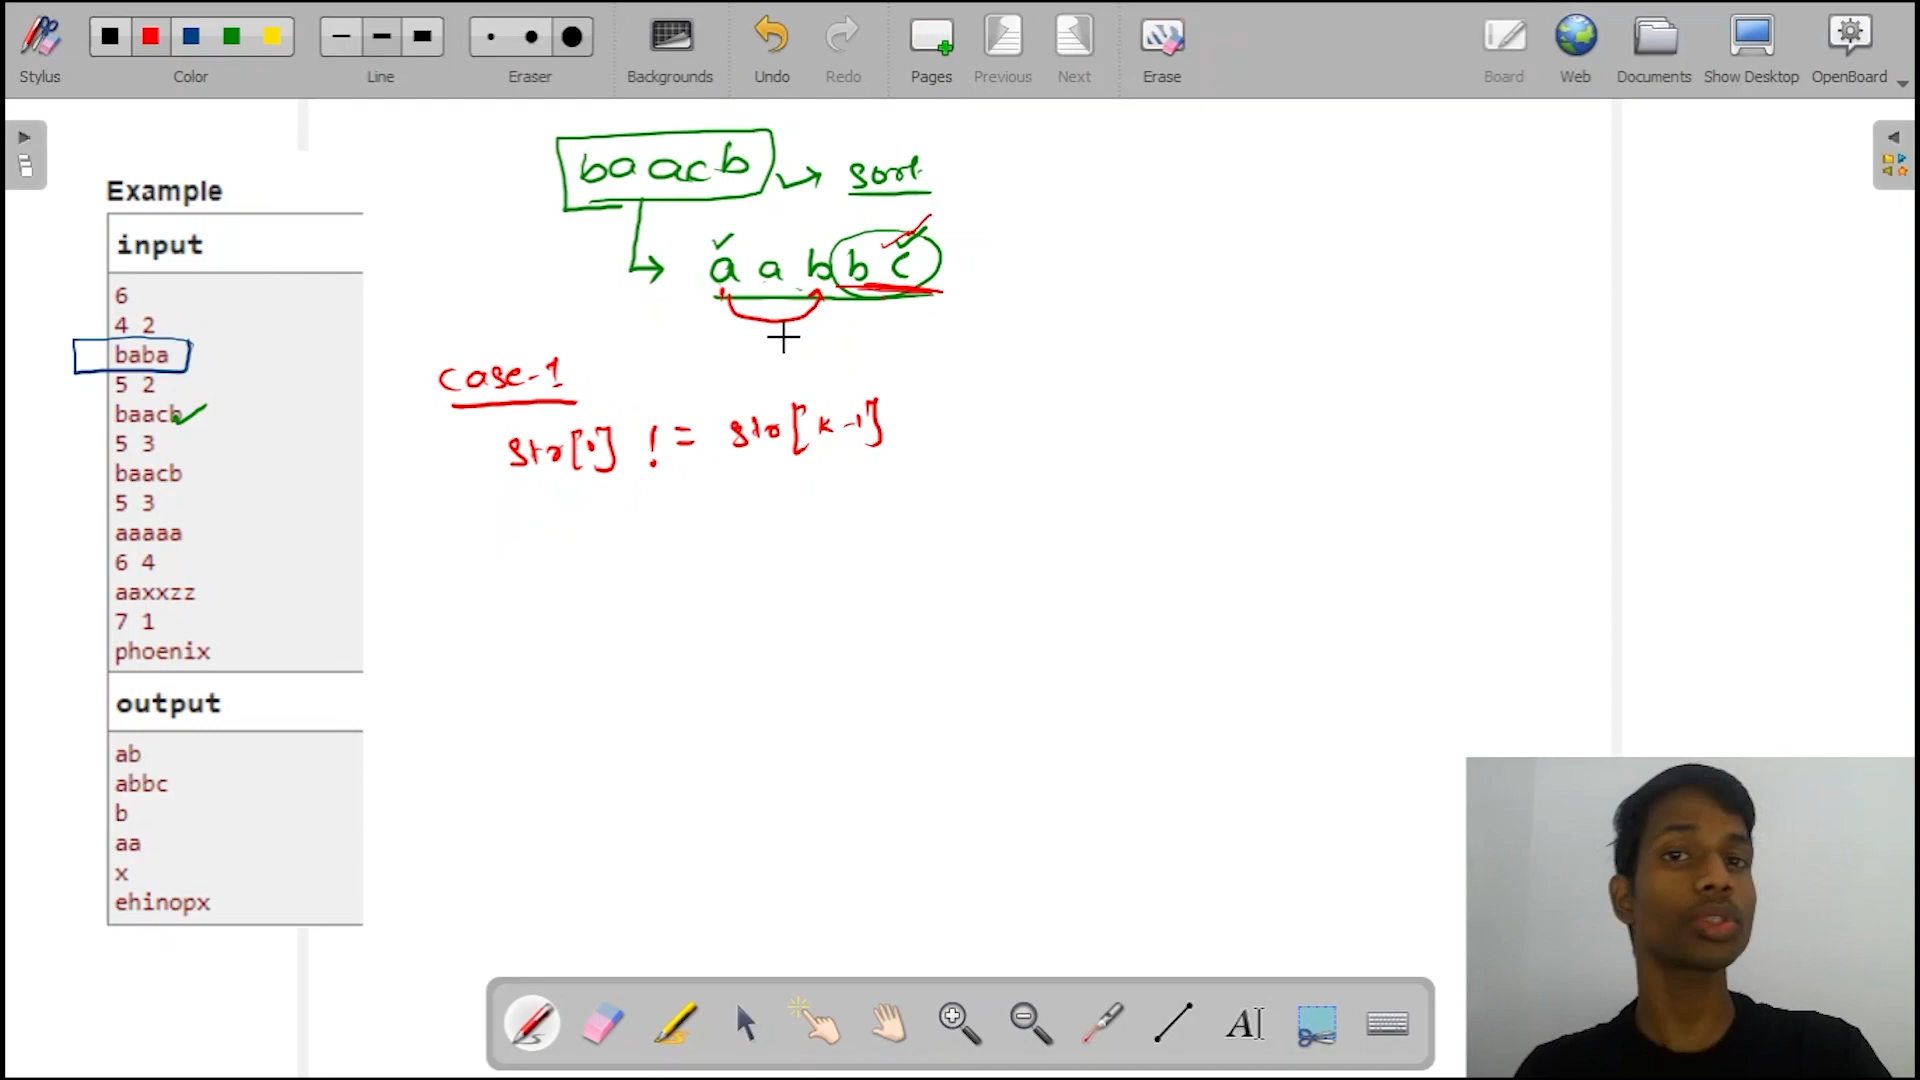 Stylus
Color
Line
Eraser
Backgrounds
Undo
Redo
Pages
Previous
Next
Erase
Board
Web
Documents
Show Desktop
OpenBoard
Example
input
6
4 2
baba
5 2
baacb
5 3
baacb
5 3
aaaaa
6 4
aaxxzz
7 1
phoenix
output
ab
abbc
b
aa
x
ehinopx
baacb
sort
a a b b c
case-1
str[0] != str[k-1]